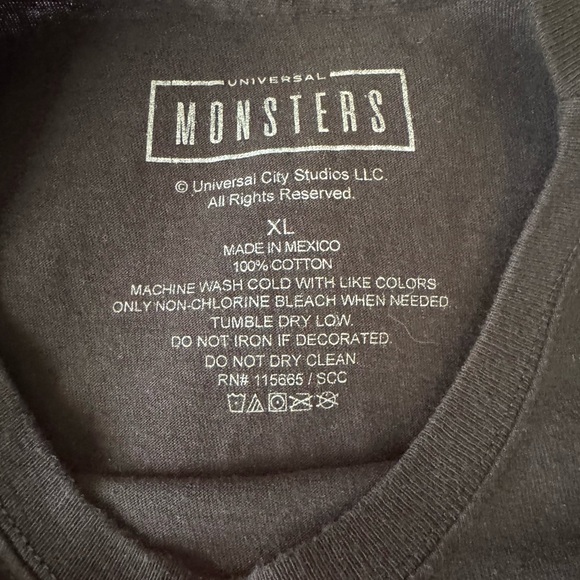 UNIVERSAL
MONSTERS
© Universal City Studios LLC.
All Rights Reserved.
XL
MADE IN MEXICO
100% COTTON
MACHINE WASH COLD WITH LIKE COLORS
ONLY NON-CHLORINE BLEACH WHEN NEEDED
TUMBLE DRY LOW.
DO NOT IRON IF DECORATED.
DO NOT DRY CLEAN.
RN# 115665 / SCC